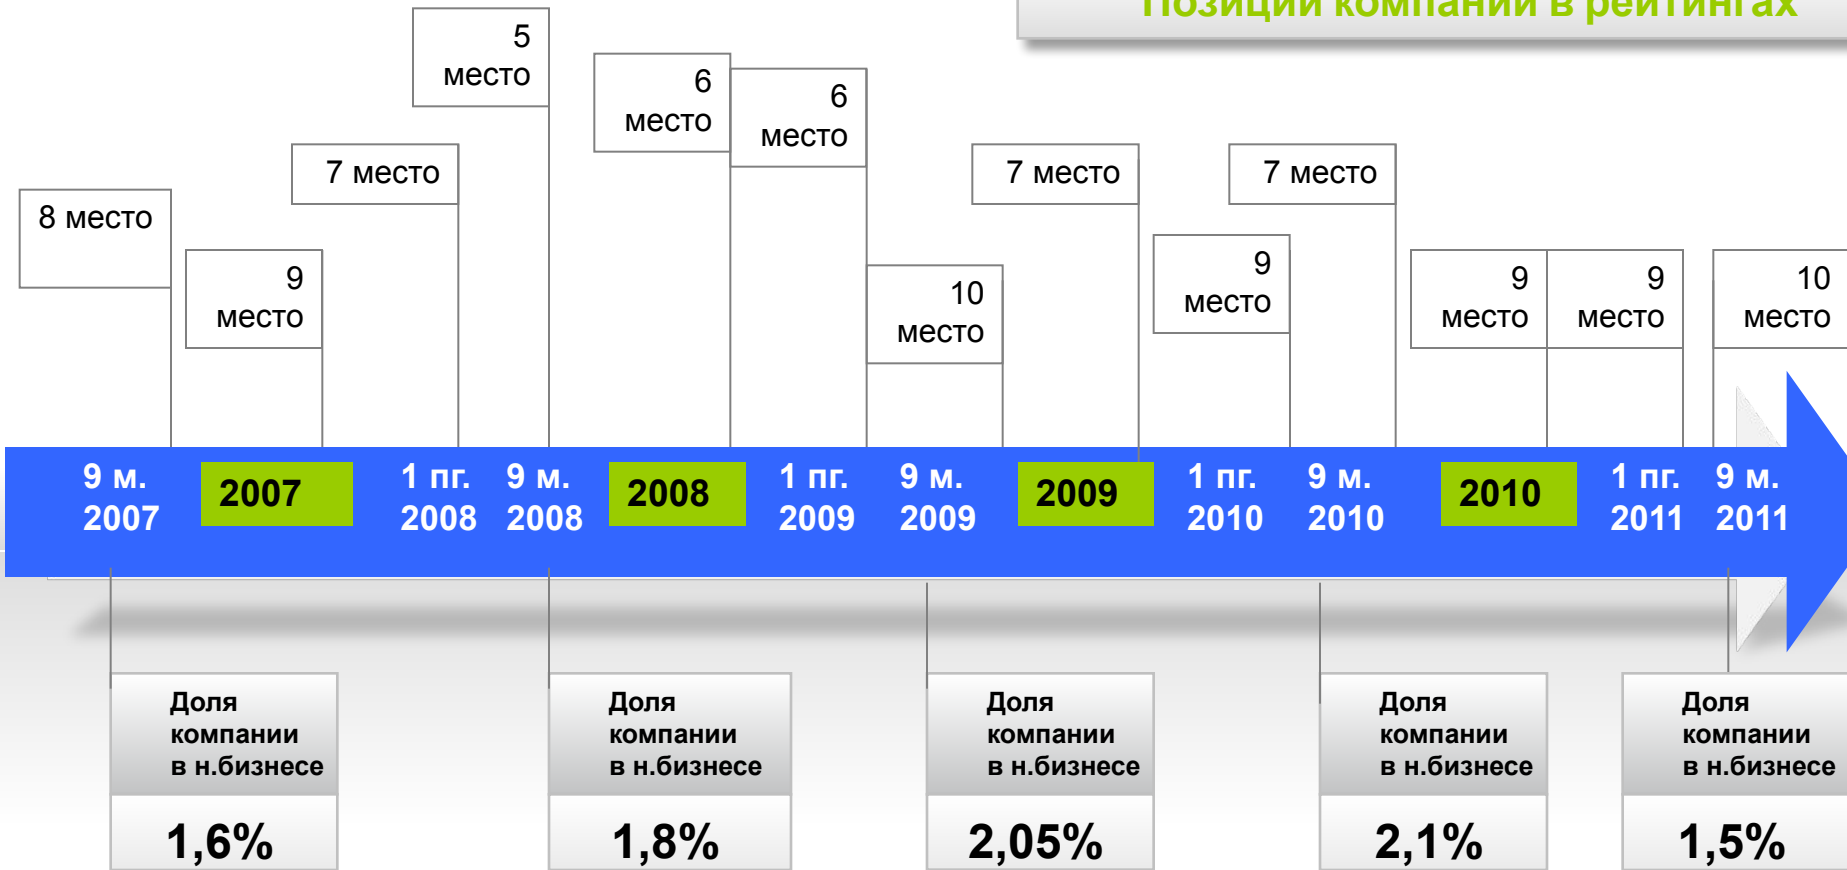 Позиции компании в рейтингах
5
место
6
место
6
место
7 место
7 место
7 место
8 место
9
место
10
место
9
место
9
место
9
место
10
место
9 м.
2007
2007
1 пг.
2008
9 м.
2008
2008
1 пг.
2009
9 м.
2009
2009
1 пг.
2010
9 м.
2010
2010
1 пг.
2011
9 м.
2011
Доля
компании
в н.бизнесе
1,6%
Доля
компании
в н.бизнесе
1,8%
Доля
компании
в н.бизнесе
2,05%
Доля
компании
в н.бизнесе
2,1%
Доля
компании
в н.бизнесе
1,5%